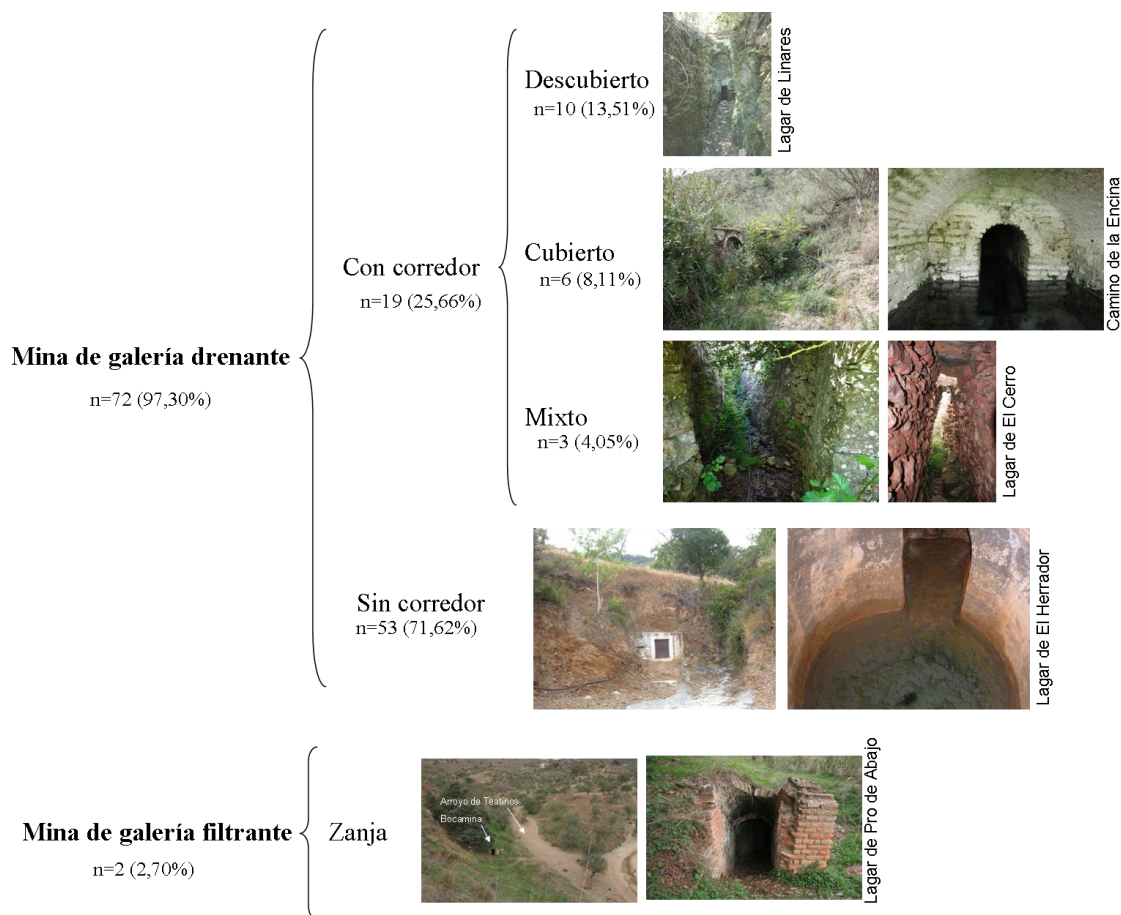 Descubierto
n=10 (13,51%)
Lagar de Linares
Con corredor
n=19 (25,66%)
Cubierto
n=6 (8,11%)
Camino de la Encina
Mina de galería drenante
n=72 (97,30%)
Mixto
n=3 (4,05%)
Lagar de El Cerro
Sin corredor
n=53 (71,62%)
Lagar de El Herrador
Mina de galería filtrante
n=2 (2,70%)
Zanja
Arroyo de Teatinos
Bocamina
Lagar de Pro de Abajo